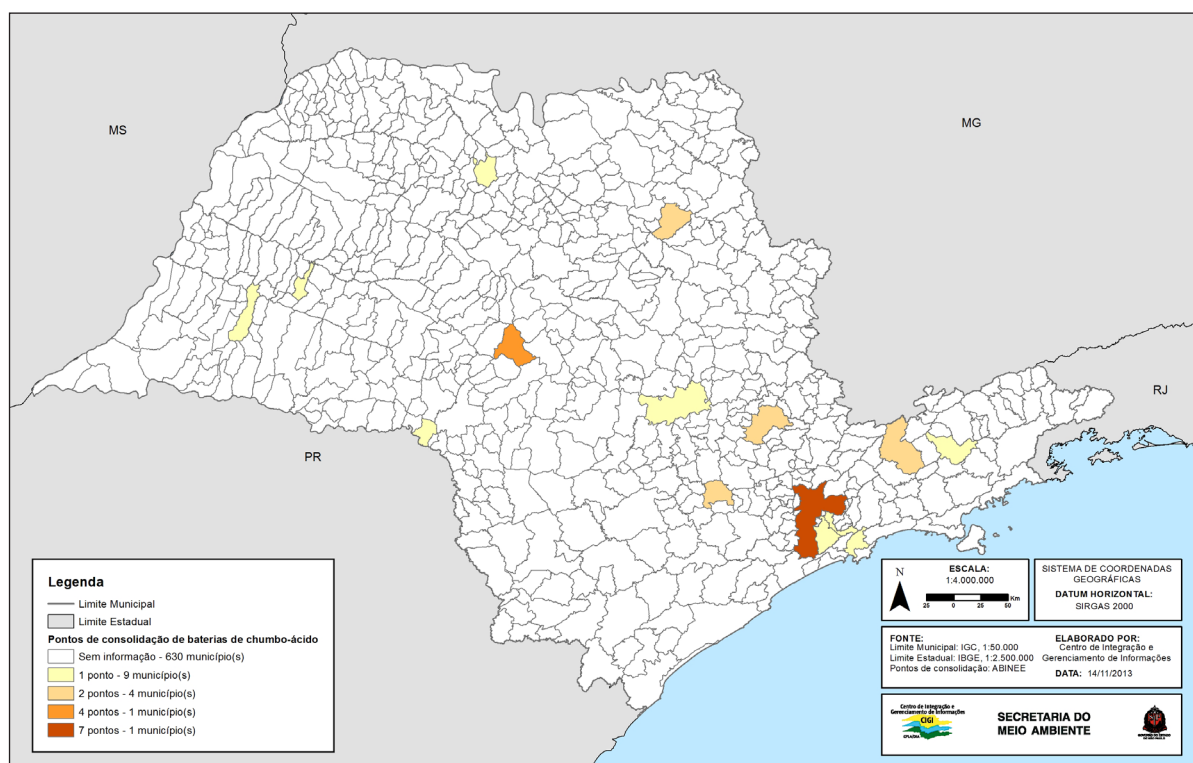 MS
MG
RJ
PR
Legenda
Limite Municipal
Limite Estadual
Pontos de consolidação de baterias de chumbo-ácido
Sem informação - 630 município(s)
1 ponto - 9 município(s)
2 pontos - 4 município(s)
4 pontos - 1 município(s)
7 pontos - 1 município(s)
N
ESCALA:
1:4.000.000
25 0 25 50 Km
SISTEMA DE COORDENADAS
GEOGRÁFICAS
DATUM HORIZONTAL:
SIRGAS 2000
FONTE:
Limite Municipal: IGC, 1:50.000
Limite Estadual: IBGE, 1:2.500.000
Pontos de consolidação: ABINEE
ELABORADO POR:
Centro de Integração e
Gerenciamento de Informações
DATA: 14/11/2013
Centro de Integração e
Gerenciamento de Informações
CIGI
CPLA/SMA
SECRETARIA DO
MEIO AMBIENTE